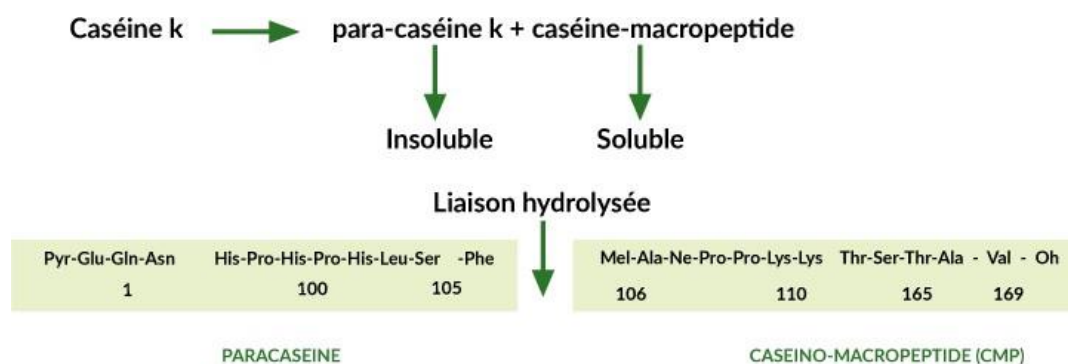 Caséine k para-caséine k + caséine-macropeptide
Insoluble Soluble
Liaison hydrolysée
Pyr-Glu-Gln-Asn His-Pro-His-Pro-His-Leu-Ser -Phe Mel-Ala-Ne-Pro-Pro-Lys-Lys Thr-Ser-Thr-Ala - Val - Oh
1 100 105 106 110 165 169
PARACASEINE CASEINO-MACROPEPTIDE (CMP)